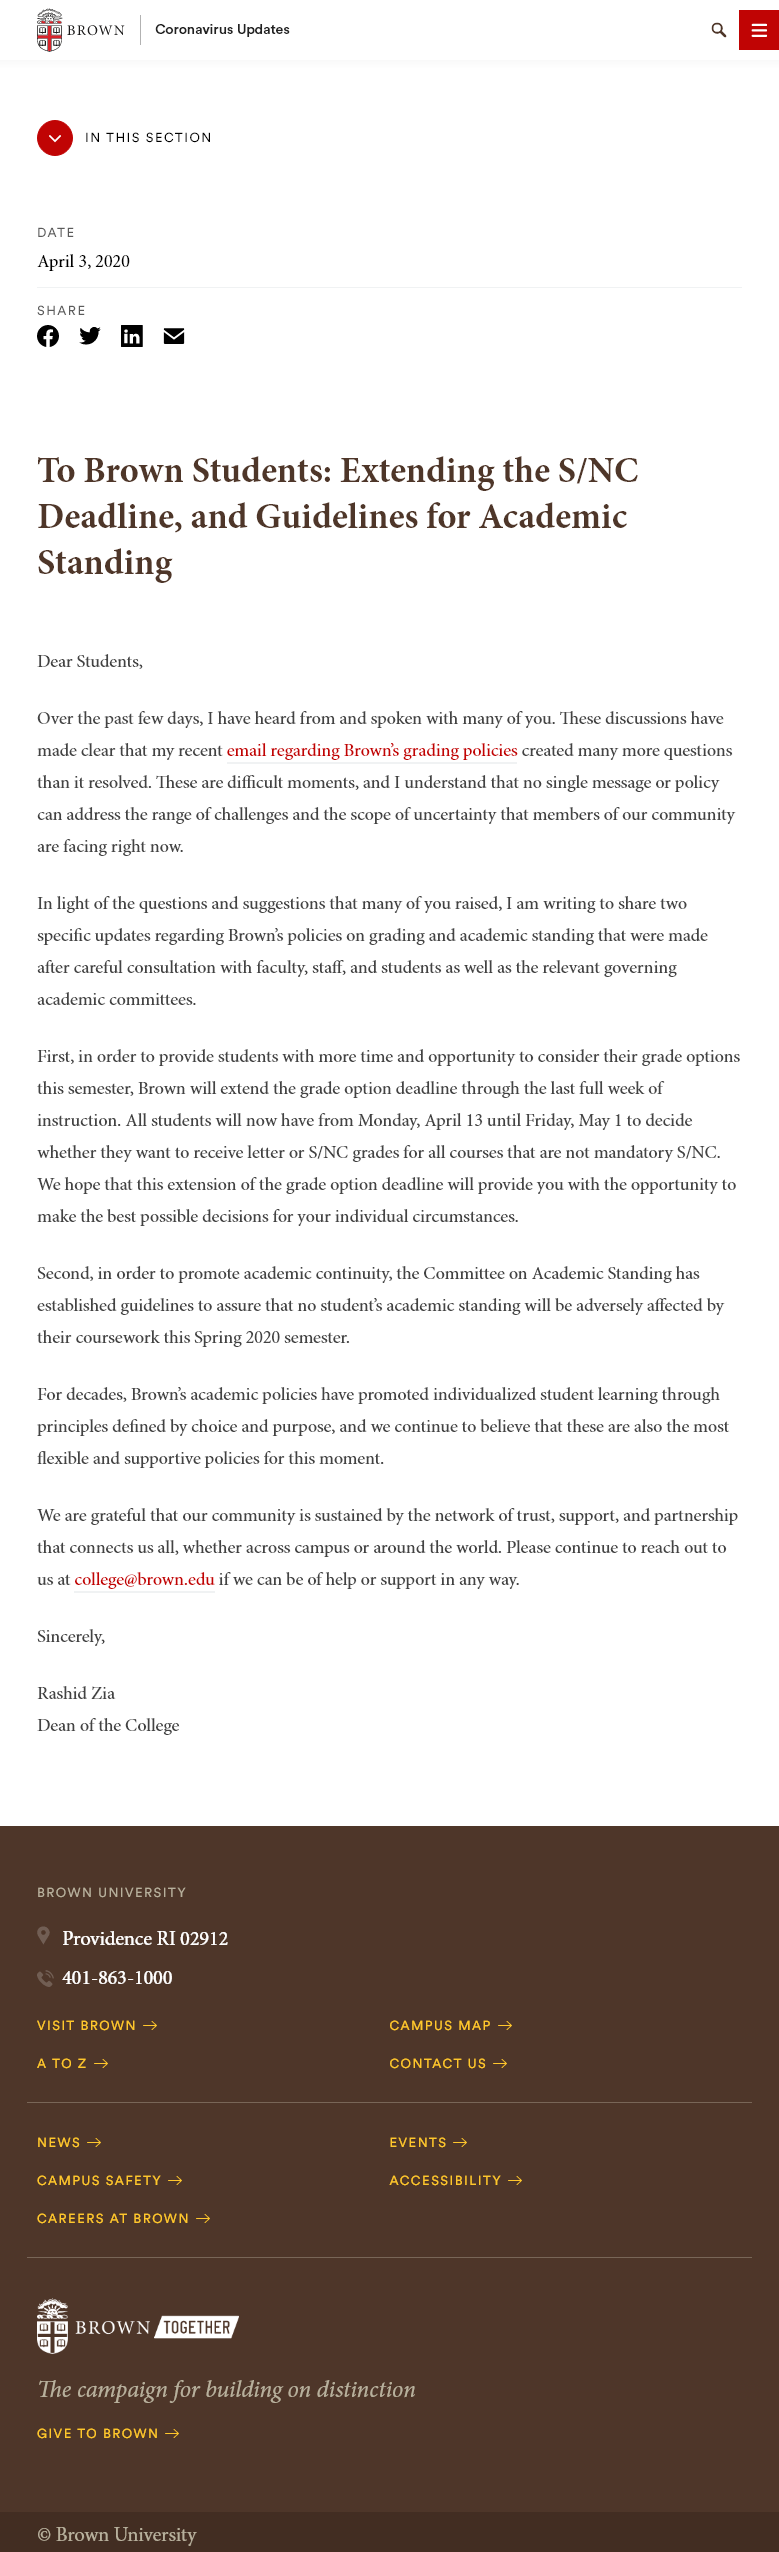 BROWN
Coronavirus Updates
IN THIS SECTION
DATE
April 3, 2020
SHARE
To Brown Students: Extending the S/NC
Deadline, and Guidelines for Academic
Standing
Dear Students,
Over the past few days, I have heard from and spoken with many of you. These discussions have
made clear that my recent email regarding Brown’s grading policies created many more questions
than it resolved. These are difficult moments, and I understand that no single message or policy
can address the range of challenges and the scope of uncertainty that members of our community
are facing right now.
In light of the questions and suggestions that many of you raised, I am writing to share two
specific updates regarding Brown’s policies on grading and academic standing that were made
after careful consultation with faculty, staff, and students as well as the relevant governing
academic committees.
First, in order to provide students with more time and opportunity to consider their grade options
this semester, Brown will extend the grade option deadline through the last full week of
instruction. All students will now have from Monday, April 13 until Friday, May 1 to decide
whether they want to receive letter or S/NC grades for all courses that are not mandatory S/NC.
We hope that this extension of the grade option deadline will provide you with the opportunity to
make the best possible decisions for your individual circumstances.
Second, in order to promote academic continuity, the Committee on Academic Standing has
established guidelines to assure that no student’s academic standing will be adversely affected by
their coursework this Spring 2020 semester.
For decades, Brown’s academic policies have promoted individualized student learning through
principles defined by choice and purpose, and we continue to believe that these are also the most
flexible and supportive policies for this moment.
We are grateful that our community is sustained by the network of trust, support, and partnership
that connects us all, whether across campus or around the world. Please continue to reach out to
us at college@brown.edu if we can be of help or support in any way.
Sincerely,
Rashid Zia
Dean of the College
BROWN UNIVERSITY
Providence RI 02912
401-863-1000
VISIT BROWN
CAMPUS MAP
A TO Z
CONTACT US
NEWS
EVENTS
CAMPUS SAFETY
ACCESSIBILITY
CAREERS AT BROWN
BROWN TOGETHER
The campaign for building on distinction
GIVE TO BROWN
© Brown University